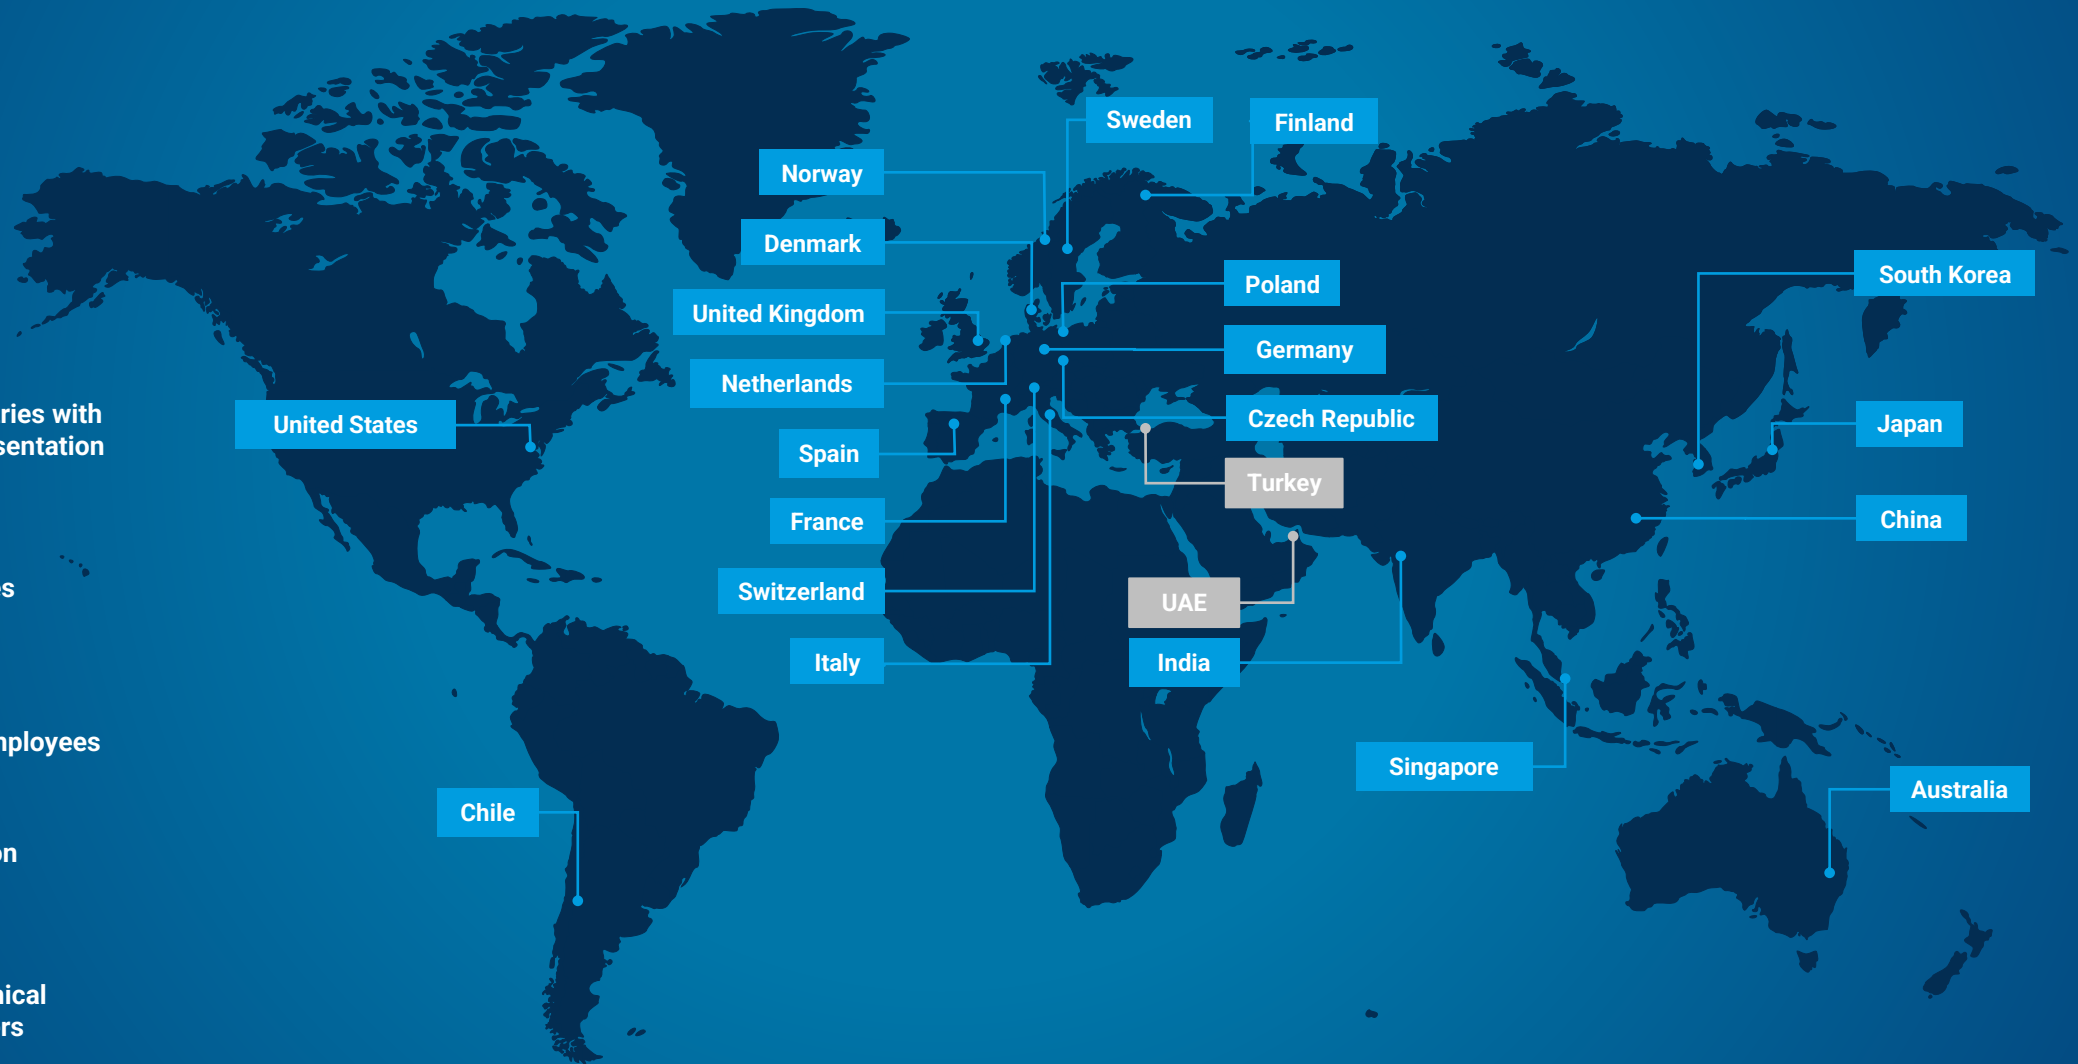 ries with
sentation
es
nployees
on
nical
rs
Sweden
Finland
Norway
Denmark
United Kingdom
Netherlands
Spain
France
Switzerland
Italy
Poland
Germany
Czech Republic
Turkey
UAE
India
United States
Chile
South Korea
Japan
China
Singapore
Australia